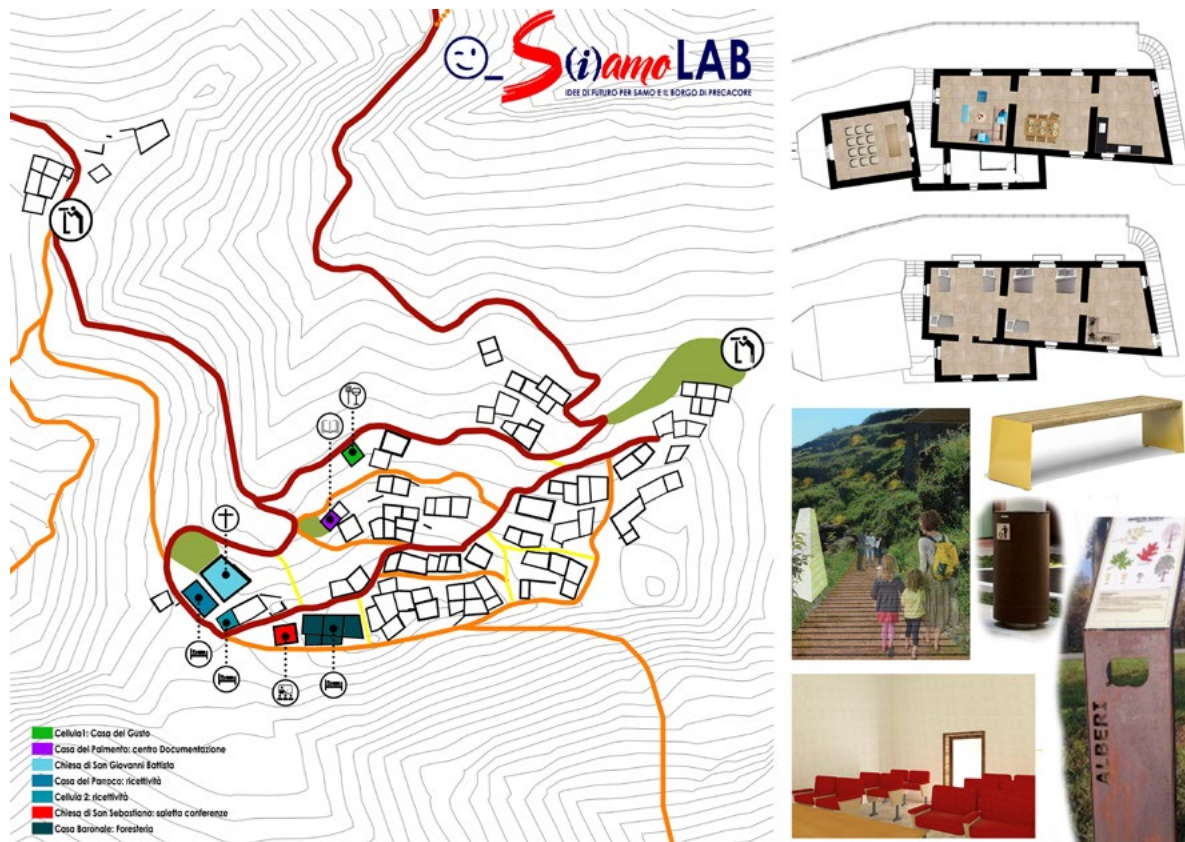 S(i)amo LAB
IDEE DI FUTURO PER SAMO E IL BORGO DI PRECACORE
Cellula1: Casa del Gusto
Casa del Palmento: centro Documentazione
Chiesa di San Giovanni Battista
Casa del Parroco: ricettività
Cellula 2: ricettività
Chiesa di San Sebastiano: saletta conferenze
Casa Baronale: Foresteria
ALBERI